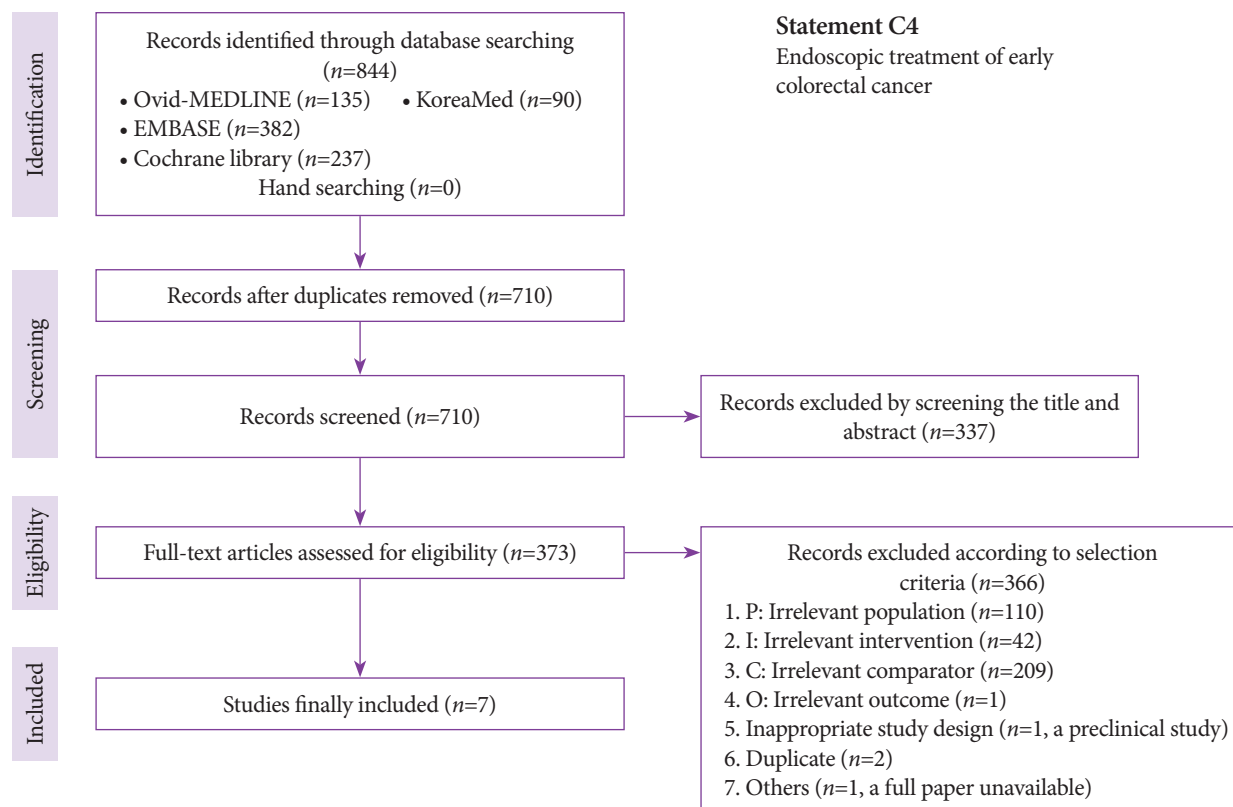 Identification
Records identified through database searching
(n=844)
• Ovid-MEDLINE (n=135) • KoreaMed (n=90)
• EMBASE (n=382)
• Cochrane library (n=237)
Hand searching (n=0)
Statement C4
Endoscopic treatment of early
colorectal cancer
Screening
Records after duplicates removed (n=710)
Records screened (n=710)
Records excluded by screening the title and
abstract (n=337)
Eligibility
Full-text articles assessed for eligibility (n=373)
Records excluded according to selection
criteria (n=366)
1. P: Irrelevant population (n=110)
2. I: Irrelevant intervention (n=42)
3. C: Irrelevant comparator (n=209)
4. O: Irrelevant outcome (n=1)
5. Inappropriate study design (n=1, a preclinical study)
6. Duplicate (n=2)
7. Others (n=1, a full paper unavailable)
Included
Studies finally included (n=7)